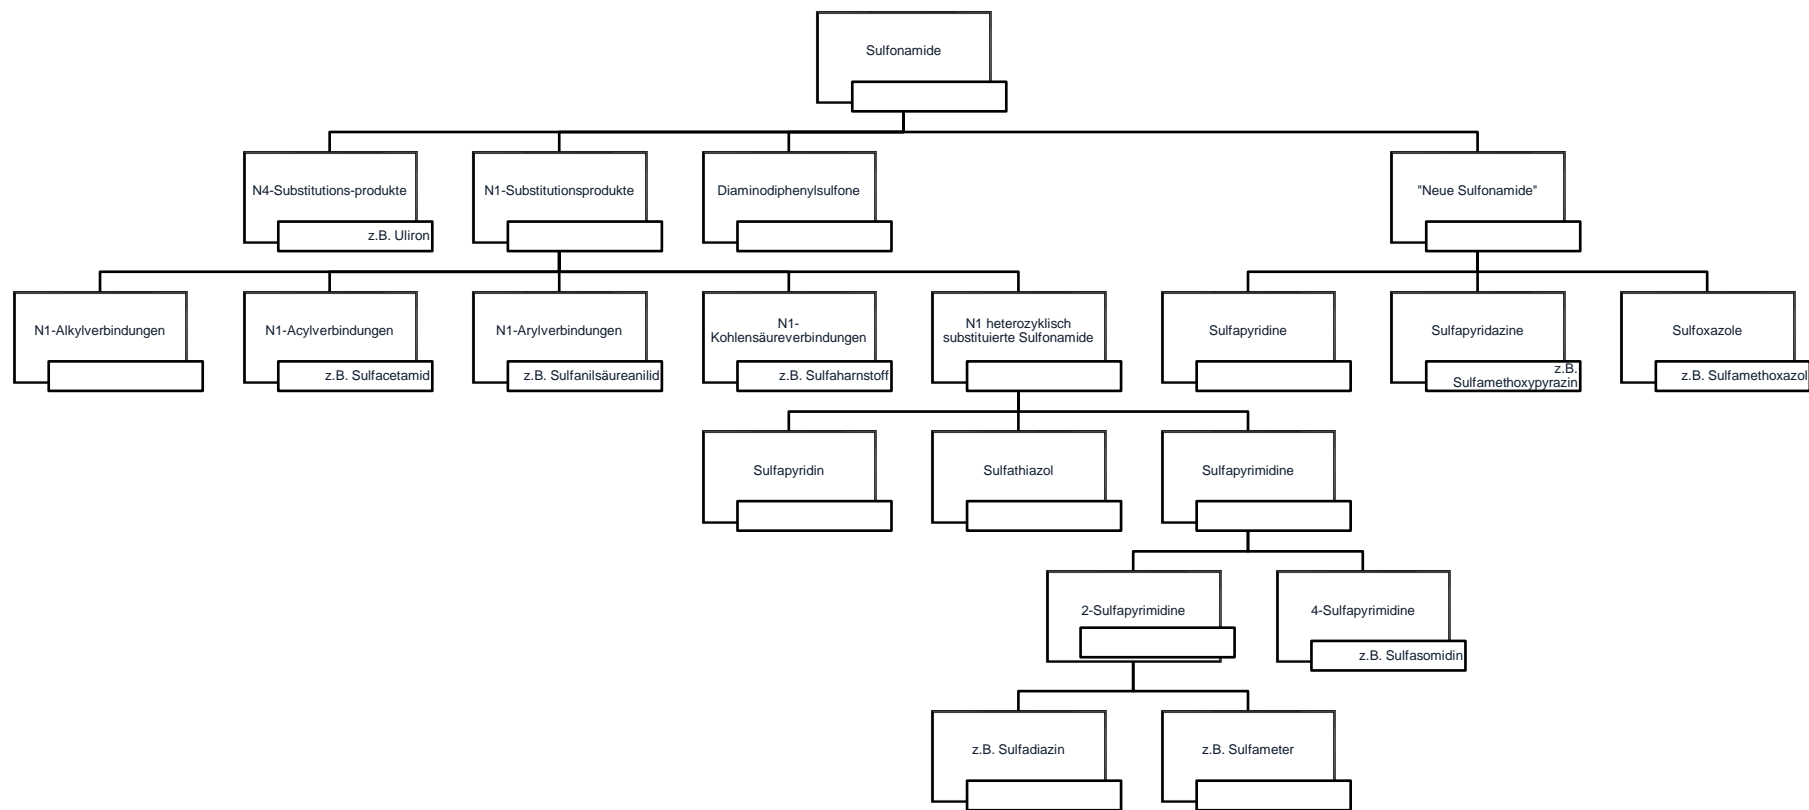 Sulfonamide
N4-Substitutions-produkte
z.B. Uliron
N1-Substitutionsprodukte
Diaminodiphenylsulfone
"Neue Sulfonamide"
N1-Alkylverbindungen
N1-Acylverbindungen
z.B. Sulfacetamid
N1-Arylverbindungen
z.B. Sulfanilsäureanilid
N1-
Kohlensäureverbindungen
z.B. Sulfaharnstoff
N1 heterozyklisch
substituierte Sulfonamide
Sulfapyridine
Sulfapyridazine
z.B.
Sulfamethoxypyrazin
Sulfoxazole
z.B. Sulfamethoxazol
Sulfapyridin
Sulfathiazol
Sulfapyrimidine
2-Sulfapyrimidine
4-Sulfapyrimidine
z.B. Sulfasomidin
z.B. Sulfadiazin
z.B. Sulfameter